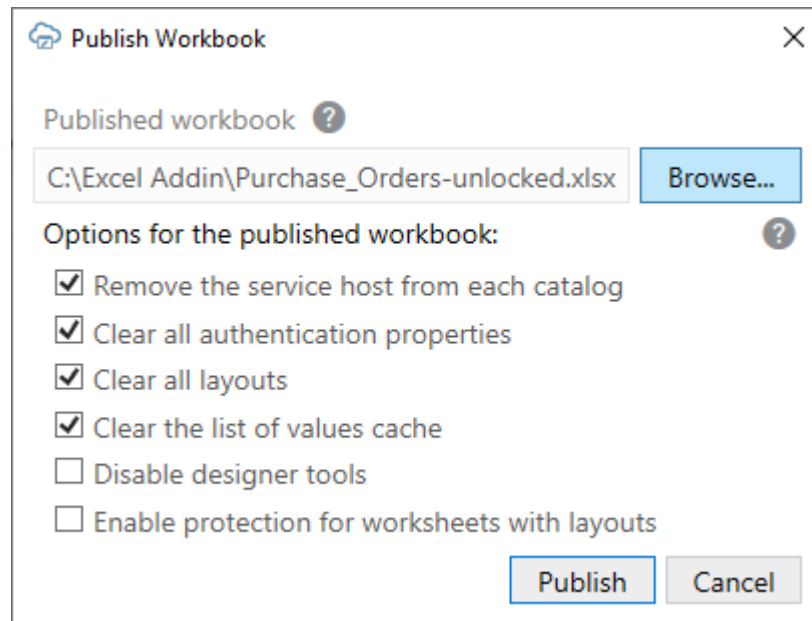 Publish Workbook
Published workbook ?
C:\Excel Addin\Purchase_Orders-unlocked.xlsx Browse...
Options for the published workbook: ?
Remove the service host from each catalog
Clear all authentication properties
Clear all layouts
Clear the list of values cache
Disable designer tools
Enable protection for worksheets with layouts
Publish Cancel